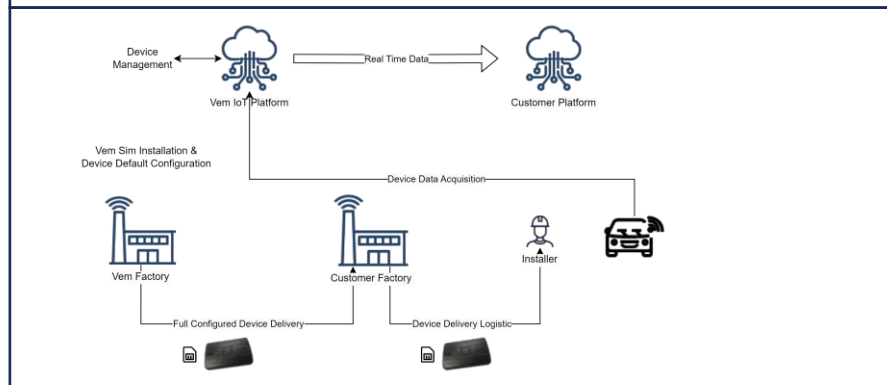 Device
Management
Real Time Data
Vem IoT Platform
Customer Platform
Vem Sim Installation &
Device Default Configuration
Device Data Acquisition
Installer
Vem Factory
Customer Factory
Full Configured Device Delivery
Device Delivery Logistic